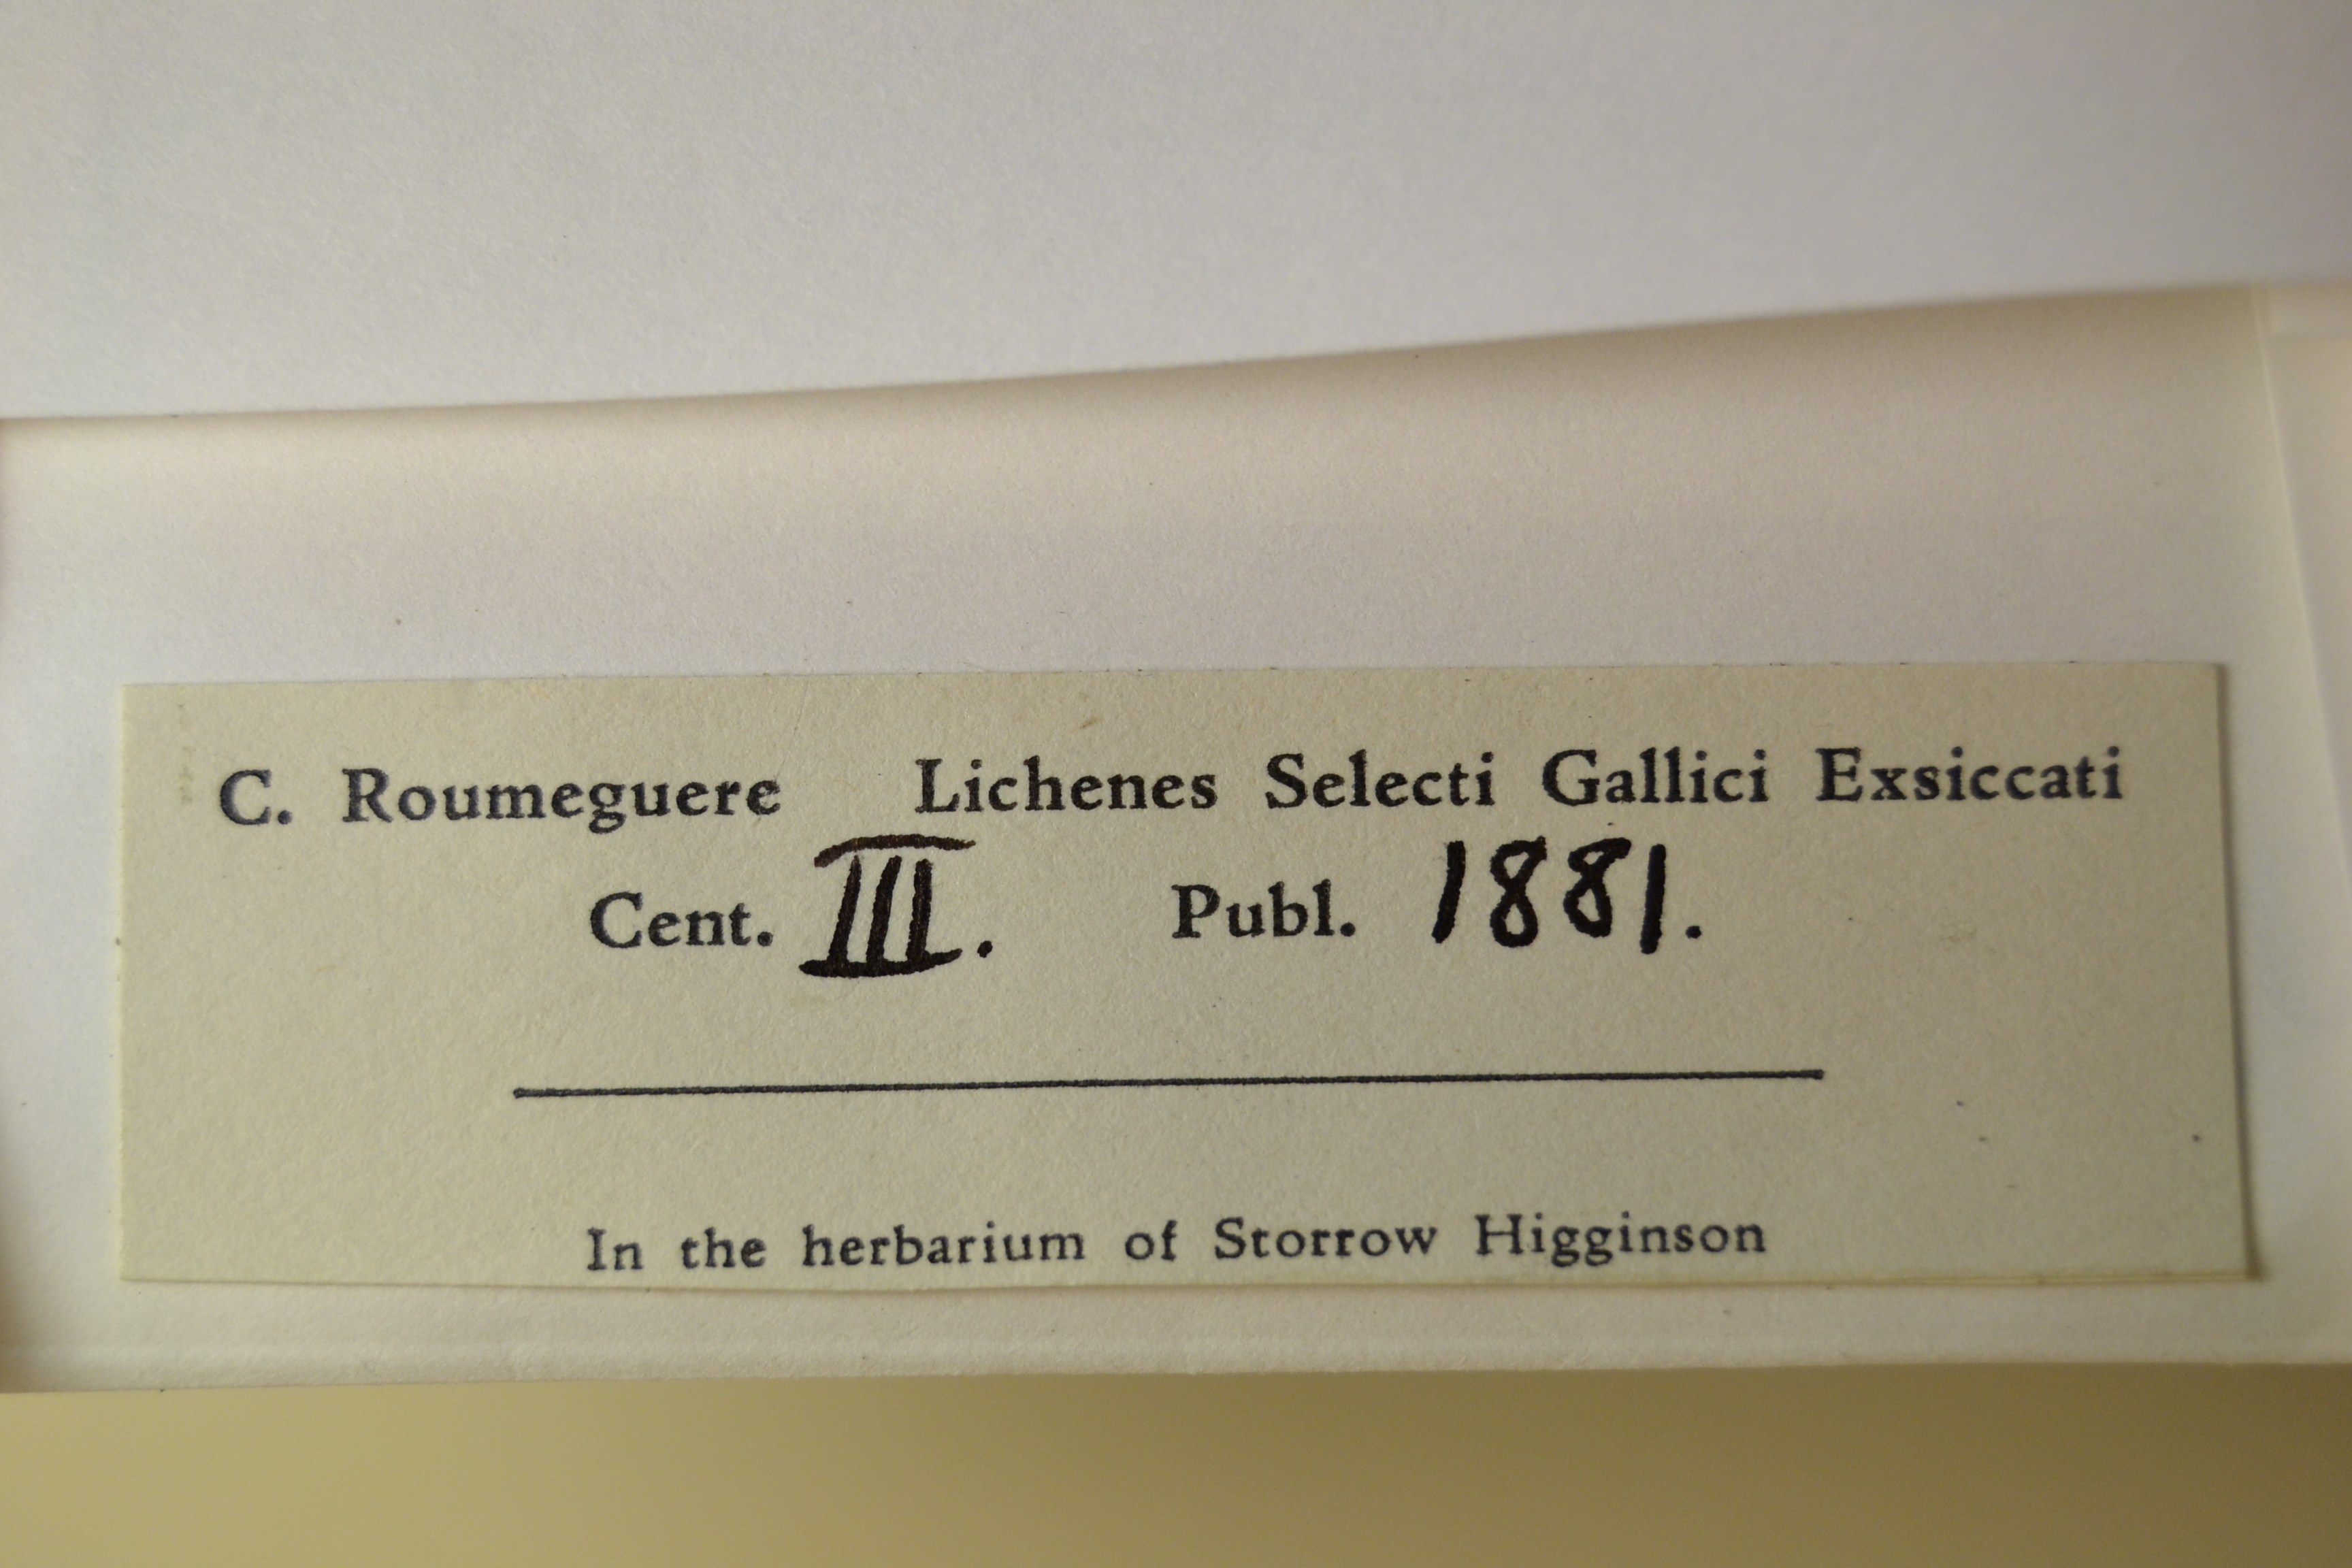 C. Roumeguere Lichenes Selecti Gallici Exsiccati
Cent. III. Publ. 1881.
In the herbarium of Storrow Higginson